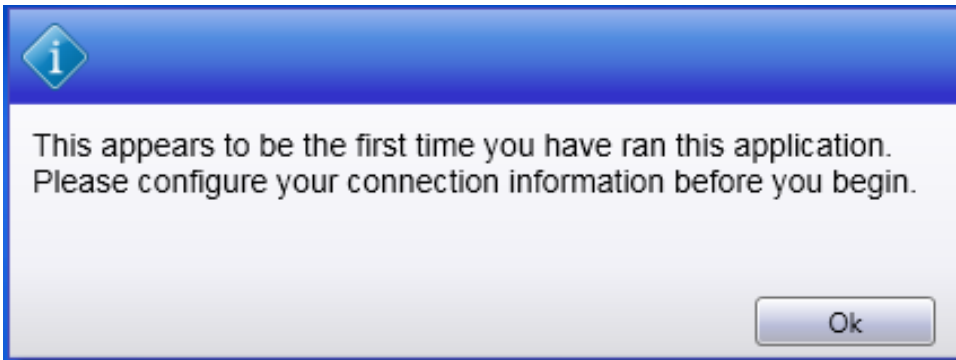 This appears to be the first time you have ran this application.
Please configure your connection information before you begin.
Ok